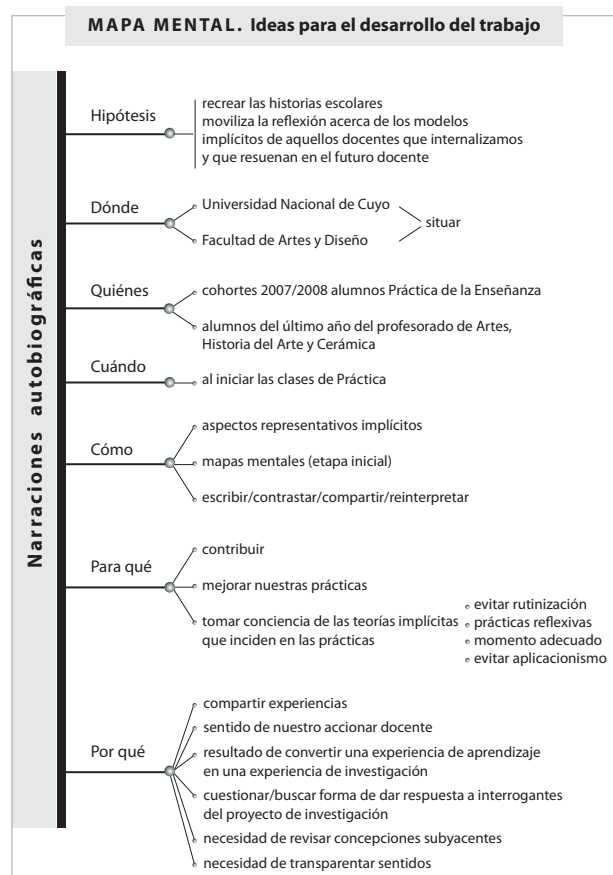 MAPA MENTAL. Ideas para el desarrollo del trabajo
Narraciones autobiográficas
Hipótesis
recrear las historias escolares
moviliza la reflexión acerca de los modelos
implícitos de aquellos docentes que internalizamos
y que resuenan en el futuro docente
Dónde
Universidad Nacional de Cuyo
Facultad de Artes y Diseño
situar
Quiénes
cohortes 2007/2008 alumnos Práctica de la Enseñanza
alumnos del último año del profesorado de Artes,
Historia del Arte y Cerámica
Cuándo
al iniciar las clases de Práctica
Cómo
aspectos representativos implícitos
mapas mentales (etapa inicial)
escribir/contrastar/compartir/reinterpretar
Para qué
contribuir
mejorar nuestras prácticas
tomar conciencia de las teorías implícitas
que inciden en las prácticas
evitar rutinización
prácticas reflexivas
momento adecuado
evitar aplicacionismo
Por qué
compartir experiencias
sentido de nuestro accionar docente
resultado de convertir una experiencia de aprendizaje
en una experiencia de investigación
cuestionar/buscar forma de dar respuesta a interrogantes
del proyecto de investigación
necesidad de revisar concepciones subyacentes
necesidad de transparentar sentidos